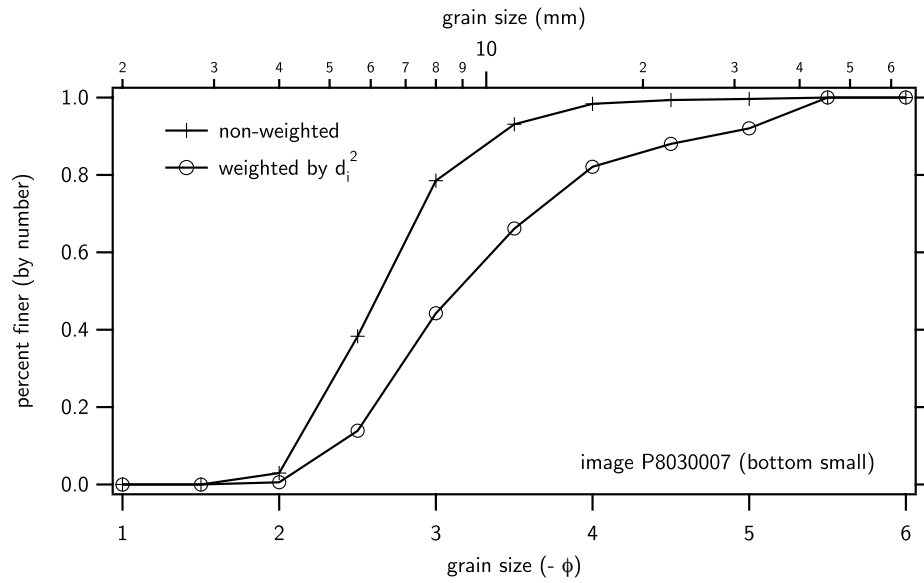 grain size (mm)
10
2 3 4 5 6 7 8 9 2 3 4 5 6
1.0
non-weighted
weighted by d_i^2
0.8
0.6
percent finer (by number)
0.4
0.2
image P8030007 (bottom small)
0.0
1 2 3 4 5 6
grain size (- ϕ)